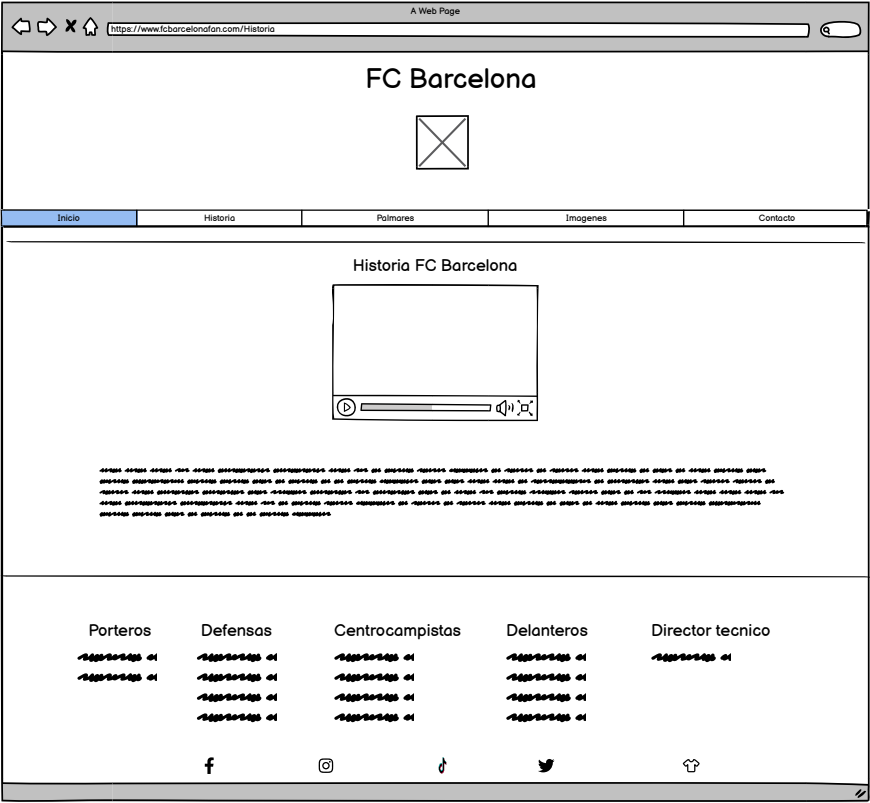 A Web Page
https://www.fcbarcelonafan.com/Historia
FC Barcelona
Inicio Historia Palmares Imagenes Contacto
Historia FC Barcelona
Porteros Defensas Centrocampistas Delanteros Director tecnico